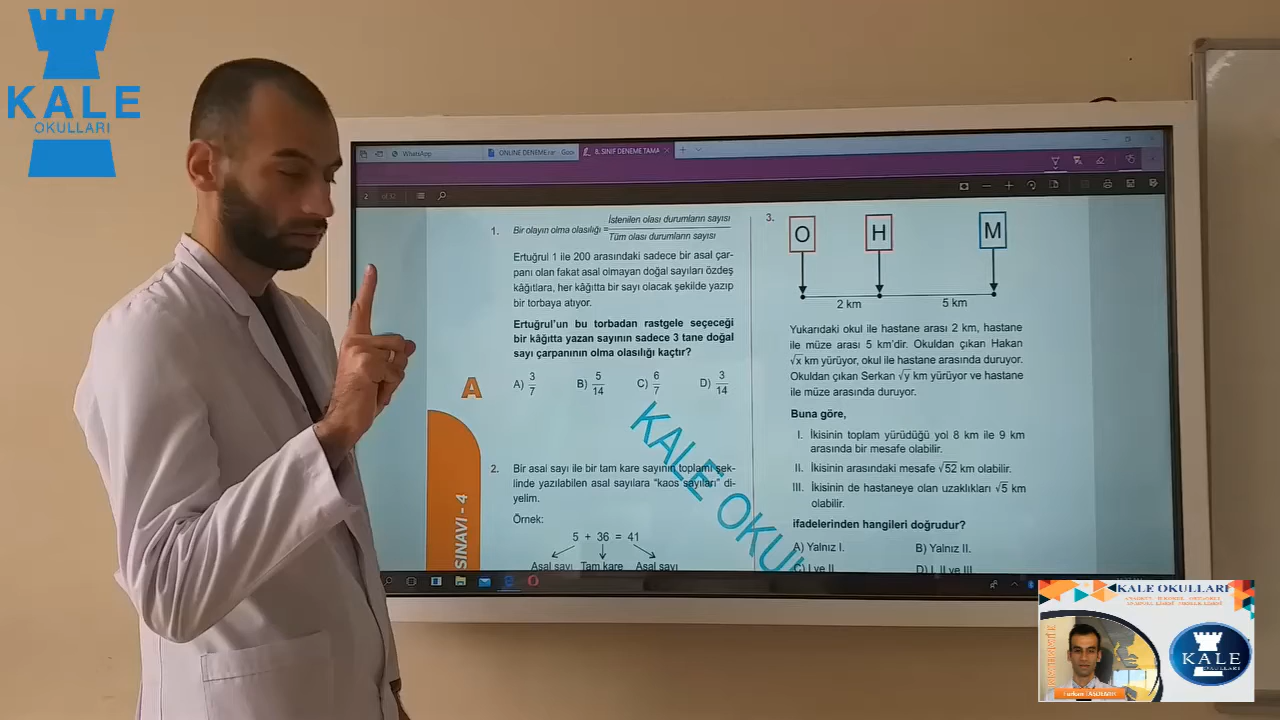 KALE
OKULLARI
WhatsApp
ONLINE DENEME.rar
8. SINIF DENEME TAMA
2
1.
Bir olayın olma olasılığı =
İstenilen olası durumların sayısı
Tüm olası durumların sayısı
Ertuğrul 1 ile 200 arasındaki sadece bir asal çar-
panı olan fakat asal olmayan doğal sayıları özdeş
kâğıtlara, her kâğıtta bir sayı olacak şekilde yazıp
bir torbaya atıyor.
Ertuğrul'un bu torbadan rastgele seçeceği
bir kâğıtta yazan sayının sadece 3 tane doğal
sayı çarpanının olma olasılığı kaçtır?
A) 3/7 B) 5/14 C) 6/7 D) 3/14
A
SINAVI - 4
2. Bir asal sayı ile bir tam kare sayının toplamı şek-
linde yazılabilen asal sayılara "kaos sayıları" di-
yelim.
Örnek:
5 + 36 = 41
Asal sayı Tam kare Asal sayı
KALE OKUL
3.
O H M
2 km 5 km
Yukarıdaki okul ile hastane arası 2 km, hastane
ile müze arası 5 km'dir. Okuldan çıkan Hakan
√x km yürüyor, okul ile hastane arasında duruyor.
Okuldan çıkan Serkan √y km yürüyor ve hastane
ile müze arasında duruyor.
Buna göre,
I. İkisinin toplam yürüdüğü yol 8 km ile 9 km
arasında bir mesafe olabilir.
II. İkisinin arasındaki mesafe √52 km olabilir.
III. İkisinin de hastaneye olan uzaklıkları √5 km
olabilir.
ifadelerinden hangileri doğrudur?
A) Yalnız I. B) Yalnız II.
C) I ve II. D) I, II ve III.
KALE OKULLARI
KALE
OKULLARI